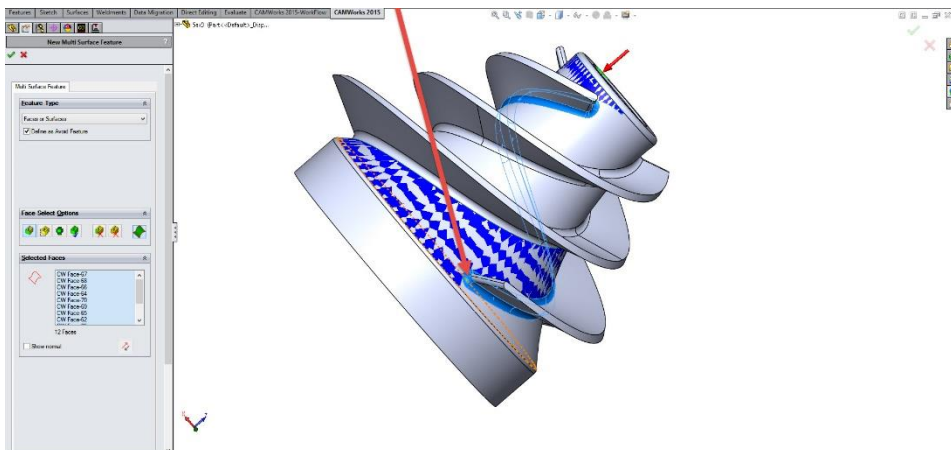 Features Sketch Surfaces Weldments Data Migration Direct Editing Evaluate CAMWorks 2015-WorkFlow CAMWorks 2015
New Multi Surface Feature ?
Multi Surface Feature
Feature Type
Faces or Surfaces
Define as Avoid Feature
Face Select Options
Selected Faces
CW Face-67
CW Face-68
CW Face-66
CW Face-64
CW Face-70
CW Face-69
CW Face-65
CW Face-62
12 Faces
Show normal